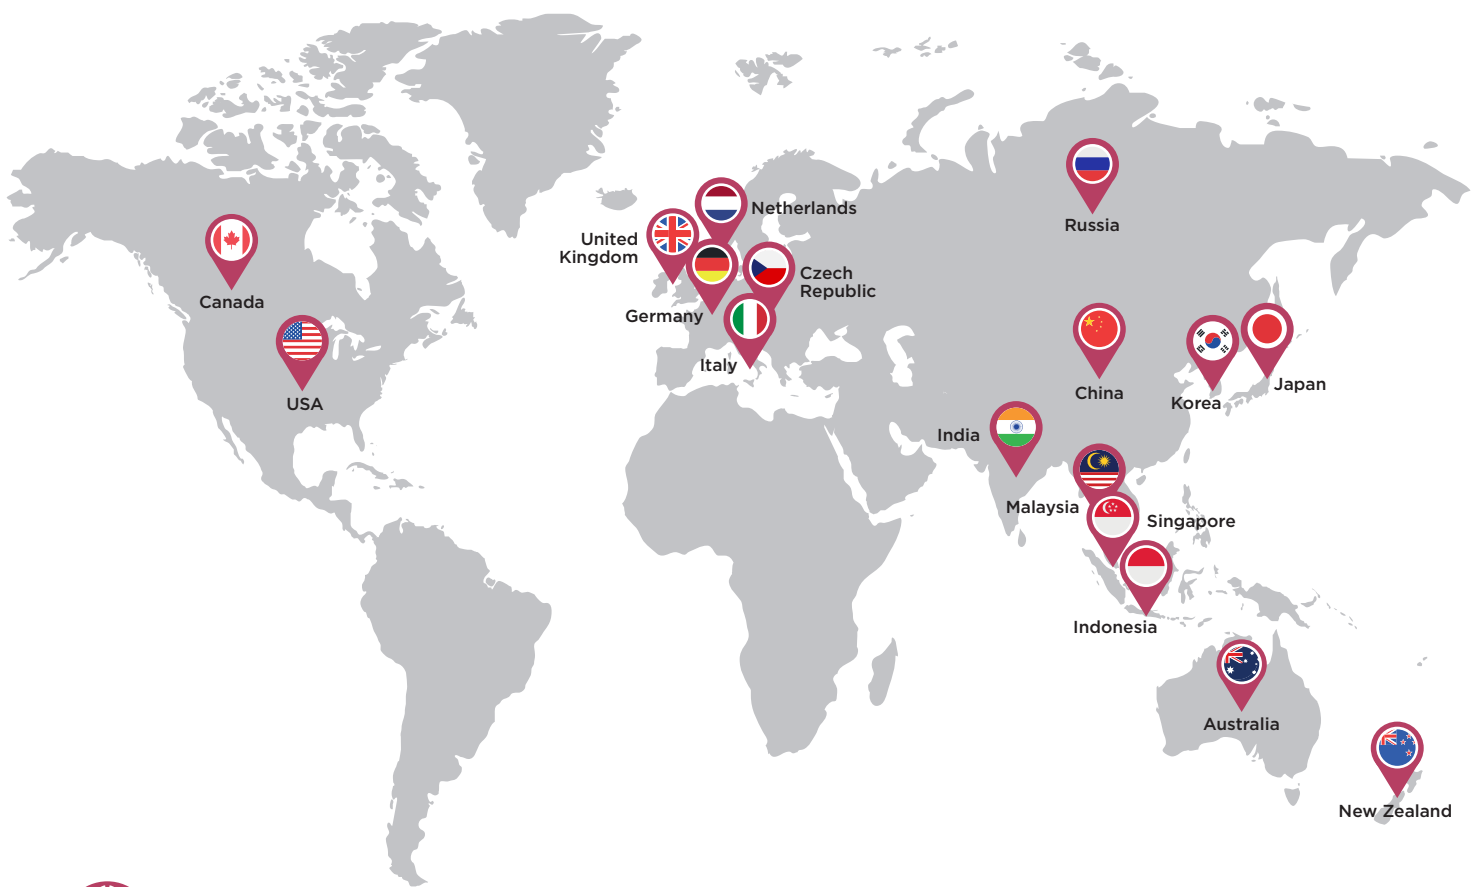 Netherlands
Russia
United
Kingdom
Czech
Republic
Canada
Germany
Italy
USA
China
Korea
Japan
India
Malaysia
Singapore
Indonesia
Australia
New Zealand